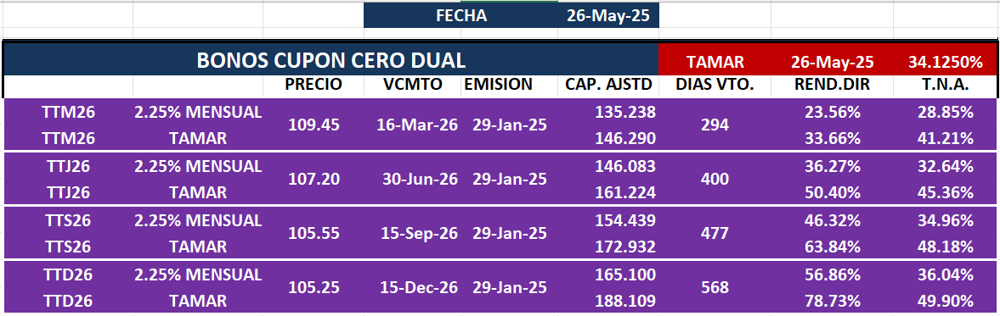 FECHA 26-May-25
BONOS CUPON CERO DUAL TAMAR 26-May-25 34.1250%
PRECIO VCMTO EMISION CAP. AJSTD DIAS VTO. REND.DIR T.N.A.
TTM26 2.25% MENSUAL 109.45 16-Mar-26 29-Jan-25 135.238 294 23.56% 28.85%
TTM26 TAMAR 146.290 33.66% 41.21%
TTJ26 2.25% MENSUAL 107.20 30-Jun-26 29-Jan-25 146.083 400 36.27% 32.64%
TTJ26 TAMAR 161.224 50.40% 45.36%
TTS26 2.25% MENSUAL 105.55 15-Sep-26 29-Jan-25 154.439 477 46.32% 34.96%
TTS26 TAMAR 172.932 63.84% 48.18%
TTD26 2.25% MENSUAL 105.25 15-Dec-26 29-Jan-25 165.100 568 56.86% 36.04%
TTD26 TAMAR 188.109 78.73% 49.90%